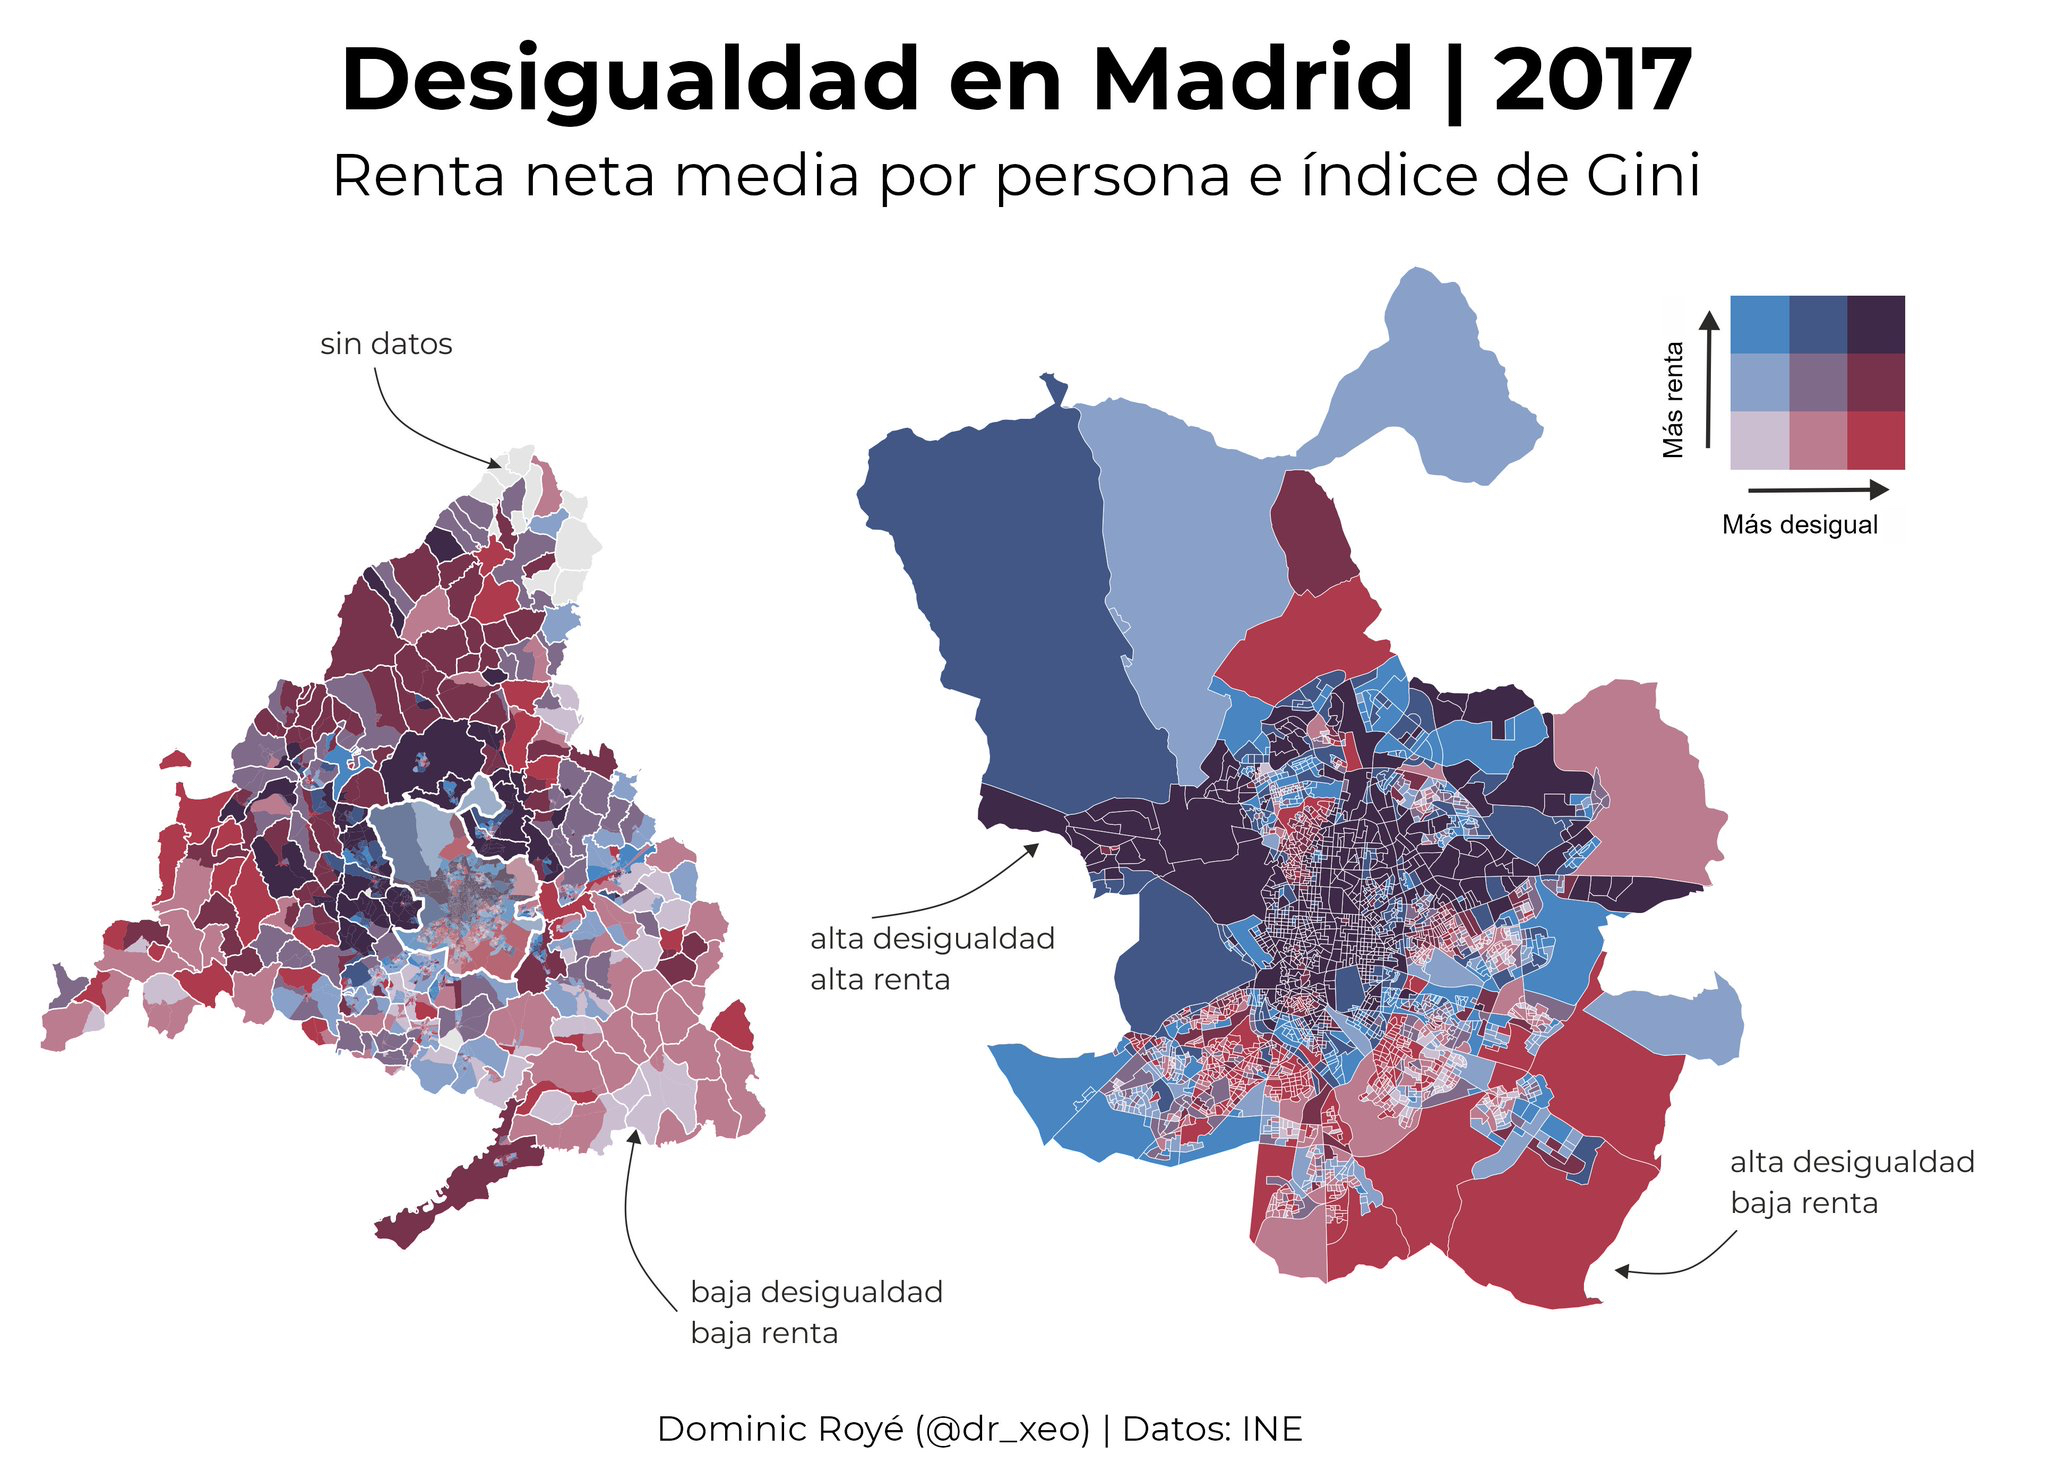 Desigualdad en Madrid | 2017
Renta neta media por persona e índice de Gini
sin datos
Más renta
Más desigual
alta desigualdad
alta renta
alta desigualdad
baja renta
baja desigualdad
baja renta
Dominic Royé (@dr_xeo) | Datos: INE